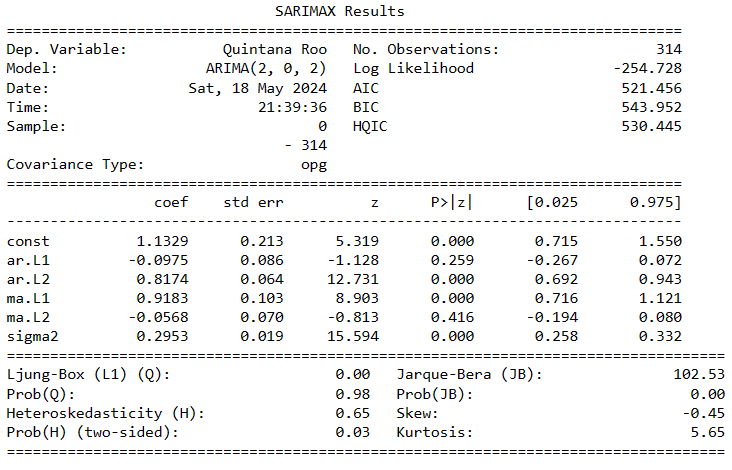 SARIMAX Results
==============================================================================
Dep. Variable:            Quintana Roo   No. Observations:                  314
Model:                  ARIMA(2, 0, 2)   Log Likelihood                -254.728
Date:                 Sat, 18 May 2024   AIC                            521.456
Time:                         21:39:36   BIC                            543.952
Sample:                              0   HQIC                           530.445
- 314
Covariance Type:                   opg
==============================================================================
coef    std err          z      P>|z|      [0.025      0.975]
------------------------------------------------------------------------------
const          1.1329      0.213      5.319      0.000       0.715       1.550
ar.L1         -0.0975      0.086     -1.128      0.259      -0.267       0.072
ar.L2          0.8174      0.064     12.731      0.000       0.692       0.943
ma.L1          0.9183      0.103      8.903      0.000       0.716       1.121
ma.L2         -0.0568      0.070     -0.813      0.416      -0.194       0.080
sigma2         0.2953      0.019     15.594      0.000       0.258       0.332
===================================================================================
Ljung-Box (L1) (Q):                   0.00   Jarque-Bera (JB):               102.53
Prob(Q):                              0.98   Prob(JB):                         0.00
Heteroskedasticity (H):               0.65   Skew:                            -0.45
Prob(H) (two-sided):                  0.03   Kurtosis:                         5.65
===================================================================================